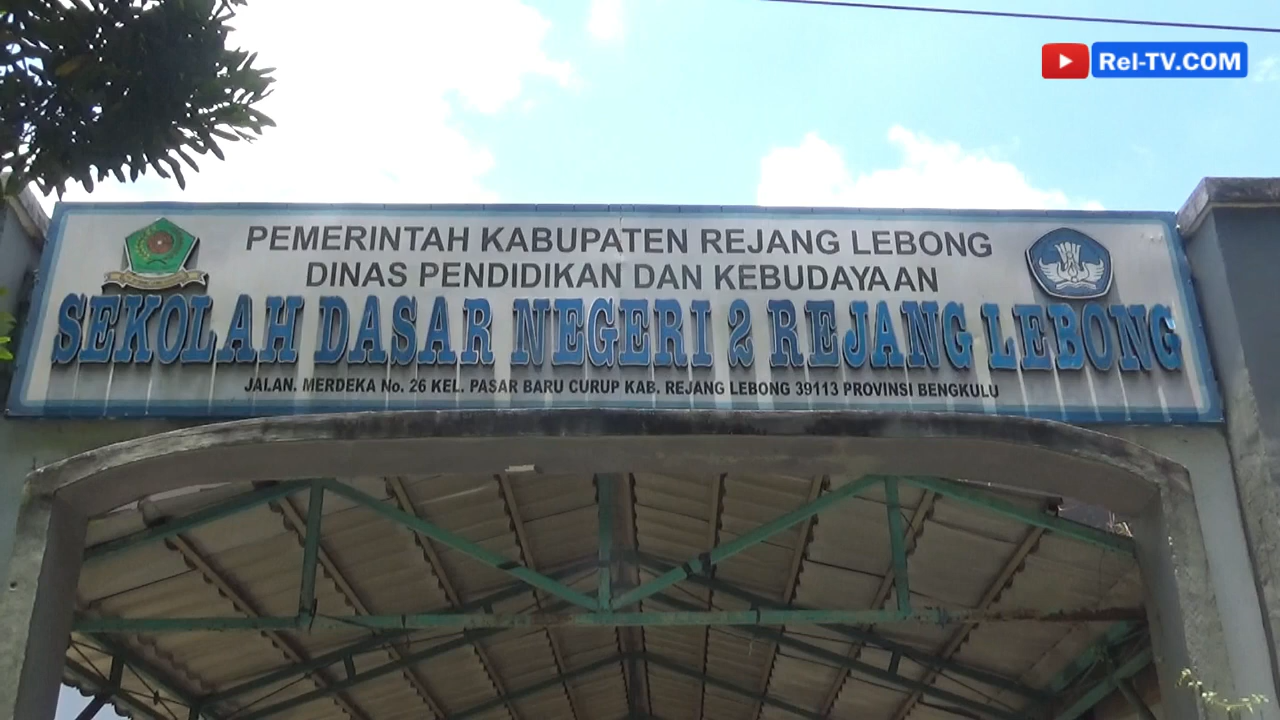 Rel-TV.COM
PEMERINTAH KABUPATEN REJANG LEBONG
DINAS PENDIDIKAN DAN KEBUDAYAAN
SEKOLAH DASAR NEGERI 2 REJANG LEBONG
JALAN. MERDEKA No. 26 KEL. PASAR BARU CURUP KAB. REJANG LEBONG 39113 PROVINSI BENGKULU